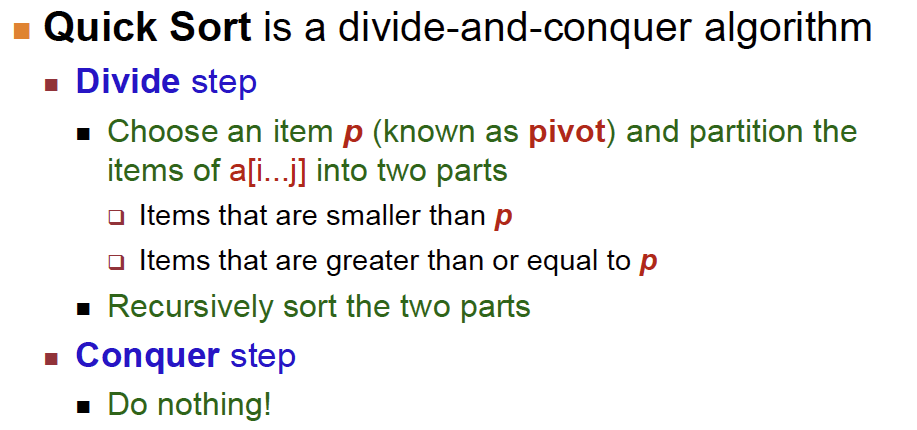 Quick Sort is a divide-and-conquer algorithm
Divide step
Choose an item p (known as pivot) and partition the
items of a[i...j] into two parts
Items that are smaller than p
Items that are greater than or equal to p
Recursively sort the two parts
Conquer step
Do nothing!